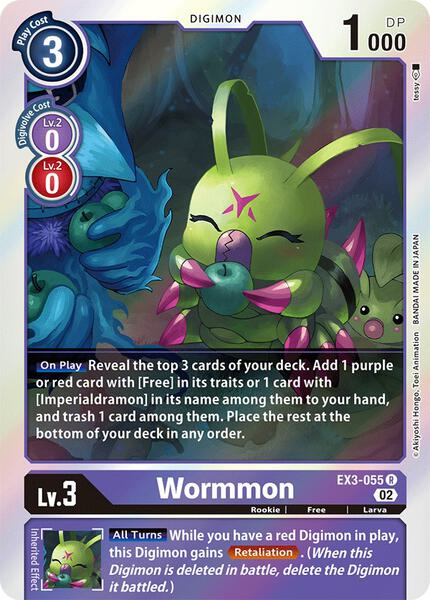 DIGIMON
Play Cost
3
DP
1000
Digivolve Cost
Lv.2
0
Lv.2
0
tessy
©Akiyoshi Hongo, Toei Animation BANDAI MADE IN JAPAN
On Play Reveal the top 3 cards of your deck. Add 1 purple
or red card with [Free] in its traits or 1 card with
[Imperialdramon] in its name among them to your hand,
and trash 1 card among them. Place the rest at the
bottom of your deck in any order.
Lv.3
Wormmon
EX3-055 R
02
Rookie | Free | Larva
Inherited Effect
All Turns While you have a red Digimon in play,
this Digimon gains Retaliation. (When this
Digimon is deleted in battle, delete the Digimon
it battled.)